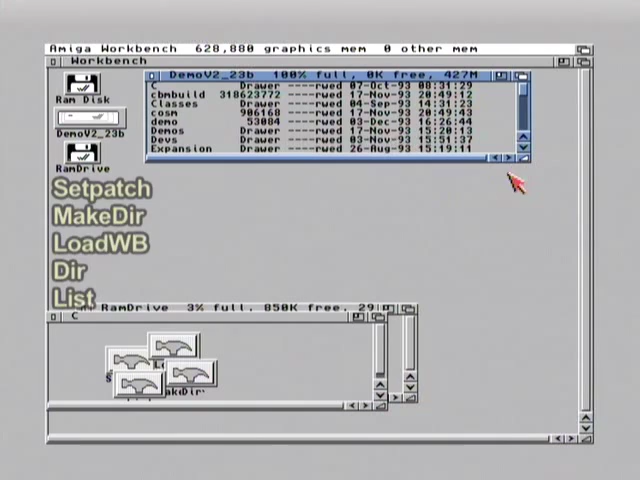 Amiga Workbench 628,880 graphics mem 0 other mem
Workbench
DemoV2_23b 100% full, 0K free, 427M
C Drawer ----rwed 07-Oct-93 08:31:29
cbmbuild 318623772 ----rwed 17-Nov-93 20:49:12
Classes Drawer ----rwed 04-Sep-93 14:31:23
cosm 906168 ----rwed 17-Nov-93 20:49:43
demo 53084 ----rwed 03-Dec-93 16:26:44
Demos Drawer ----rwed 17-Nov-93 15:20:13
Devs Drawer ----rwed 03-Nov-93 15:51:37
Expansion Drawer ----rwed 26-Aug-93 15:19:11
Ram Disk
DemoV2_23b
RamDrive
Setpatch
MakeDir
LoadWB
Dir
List
RamDrive 3% full, 850K free, 29
C